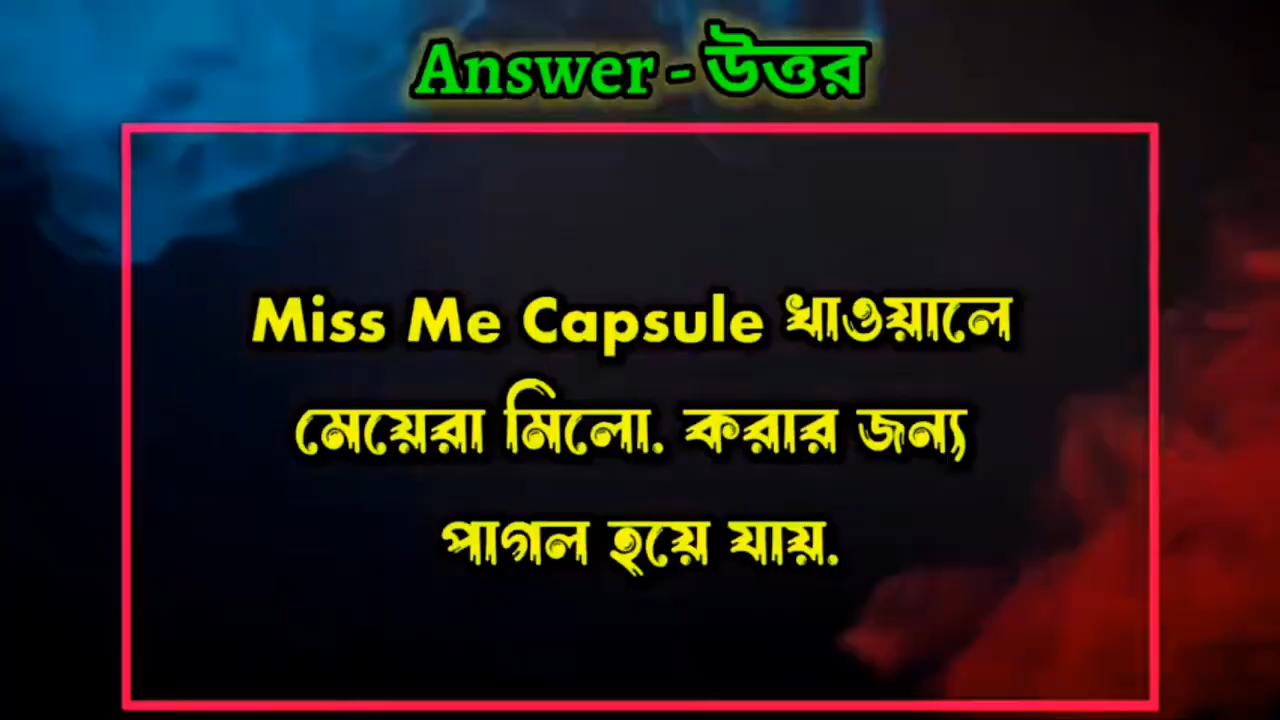 Answer - উত্তর
Miss Me Capsule খাওয়ালে
মেয়েরা মিলো. করার জন্য
পাগল হয়ে যায়.